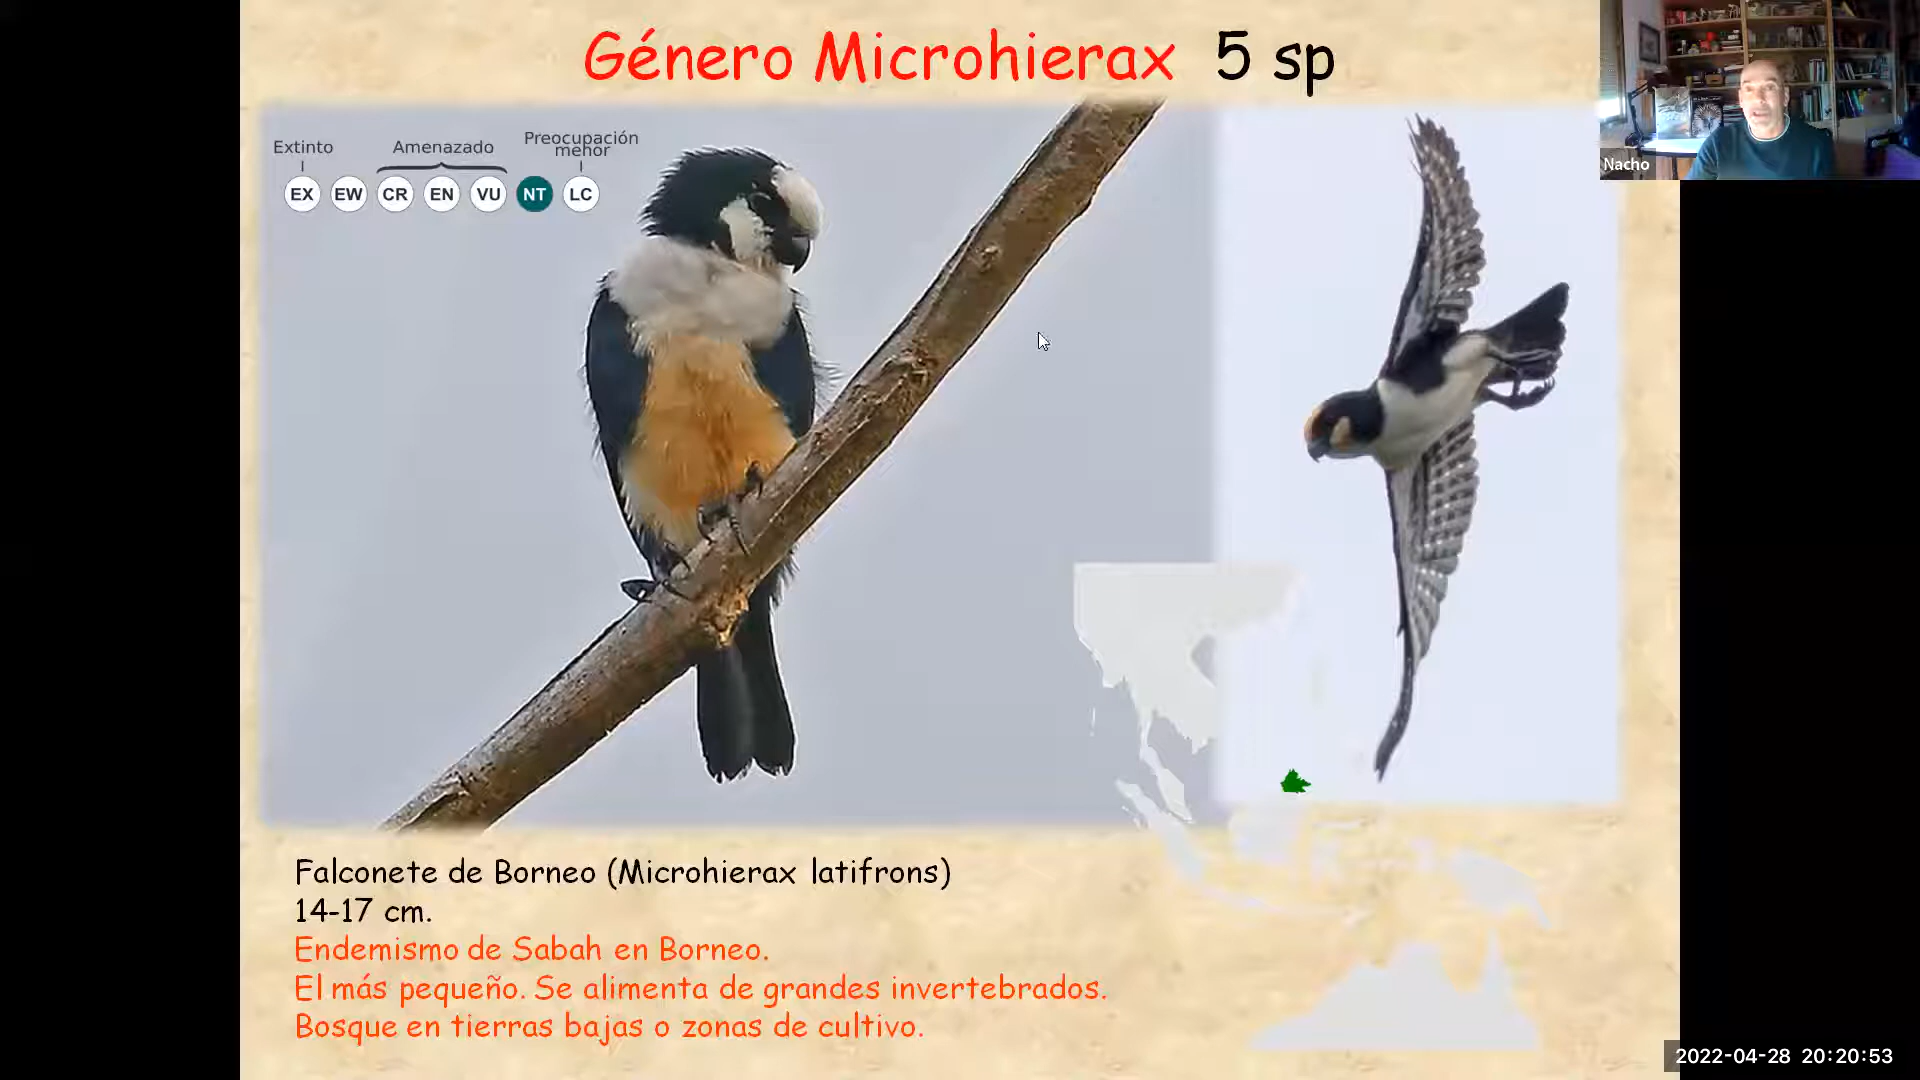 Género Microhierax 5 sp
Extinto
Amenazado
Preocupación
menor
EX EW CR EN VU NT LC
Nacho
Falconete de Borneo (Microhierax latifrons)
14-17 cm.
Endemismo de Sabah en Borneo.
El más pequeño. Se alimenta de grandes invertebrados.
Bosque en tierras bajas o zonas de cultivo.
2022-04-28 20:20:53